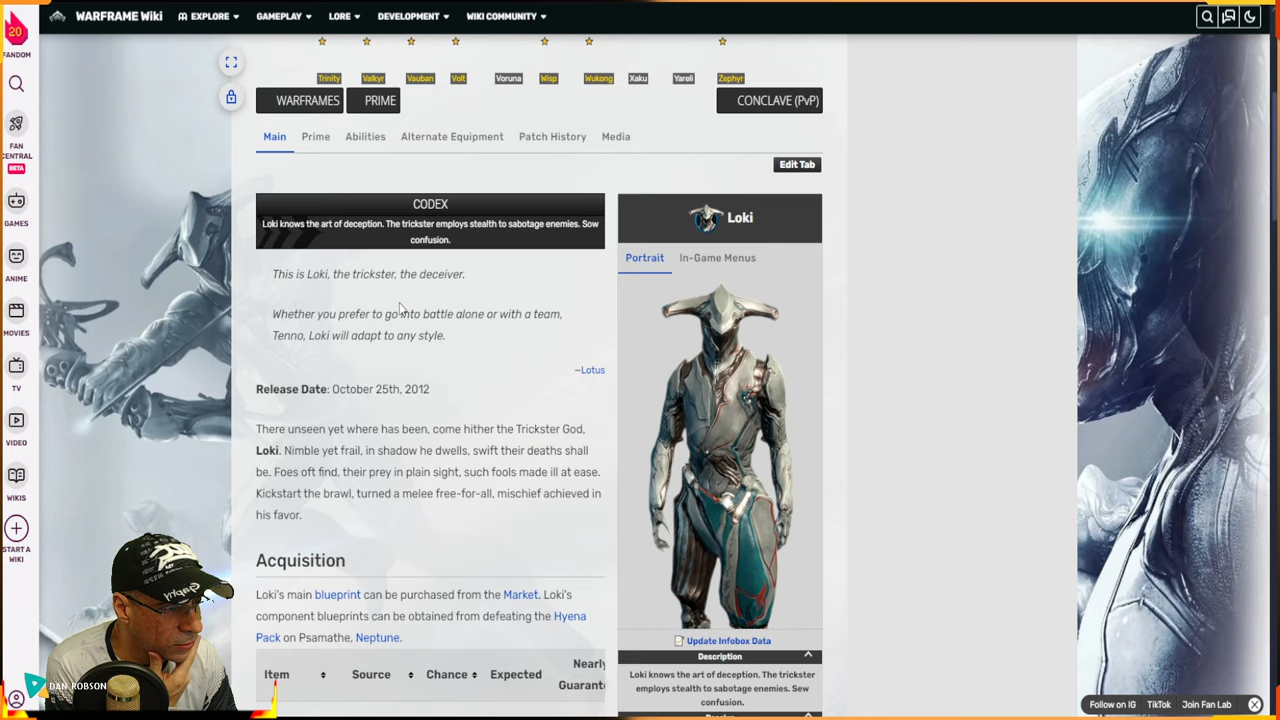 20
WARFRAME WIKI
EXPLORE
GAMEPLAY
LORE
DEVELOPMENT
WIKI COMMUNITY
FANDOM
FAN CENTRAL
BETA
GAMES
ANIME
MOVIES
TV
VIDEO
WIKIS
START A WIKI
Trinity Valkyr Vauban Volt Voruna Wisp Wukong Xaku Yareli Zephyr
WARFRAMES PRIME CONCLAVE (PvP)
Main Prime Abilities Alternate Equipment Patch History Media
Edit Tab
CODEX
Loki knows the art of deception. The trickster employs stealth to sabotage enemies. Sow
confusion.
This is Loki, the trickster, the deceiver.
Whether you prefer to go into battle alone or with a team,
Tenno, Loki will adapt to any style.
—Lotus
Release Date: October 25th, 2012
There unseen yet where has been, come hither the Trickster God,
Loki. Nimble yet frail, in shadow he dwells, swift their deaths shall
be. Foes oft find, their prey in plain sight, such fools made ill at ease.
Kickstart the brawl, turned a melee free-for-all, mischief achieved in
his favor.
Acquisition
Loki's main blueprint can be purchased from the Market. Loki's
component blueprints can be obtained from defeating the Hyena
Pack on Psamathe, Neptune.
Item Source Chance Expected Nearly
Guarante
Loki
Portrait In-Game Menus
Update Infobox Data
Description
Loki knows the art of deception. The trickster
employs stealth to sabotage enemies. Sow
confusion.
DAN ROBSON
Follow on IG TikTok Join Fan Lab